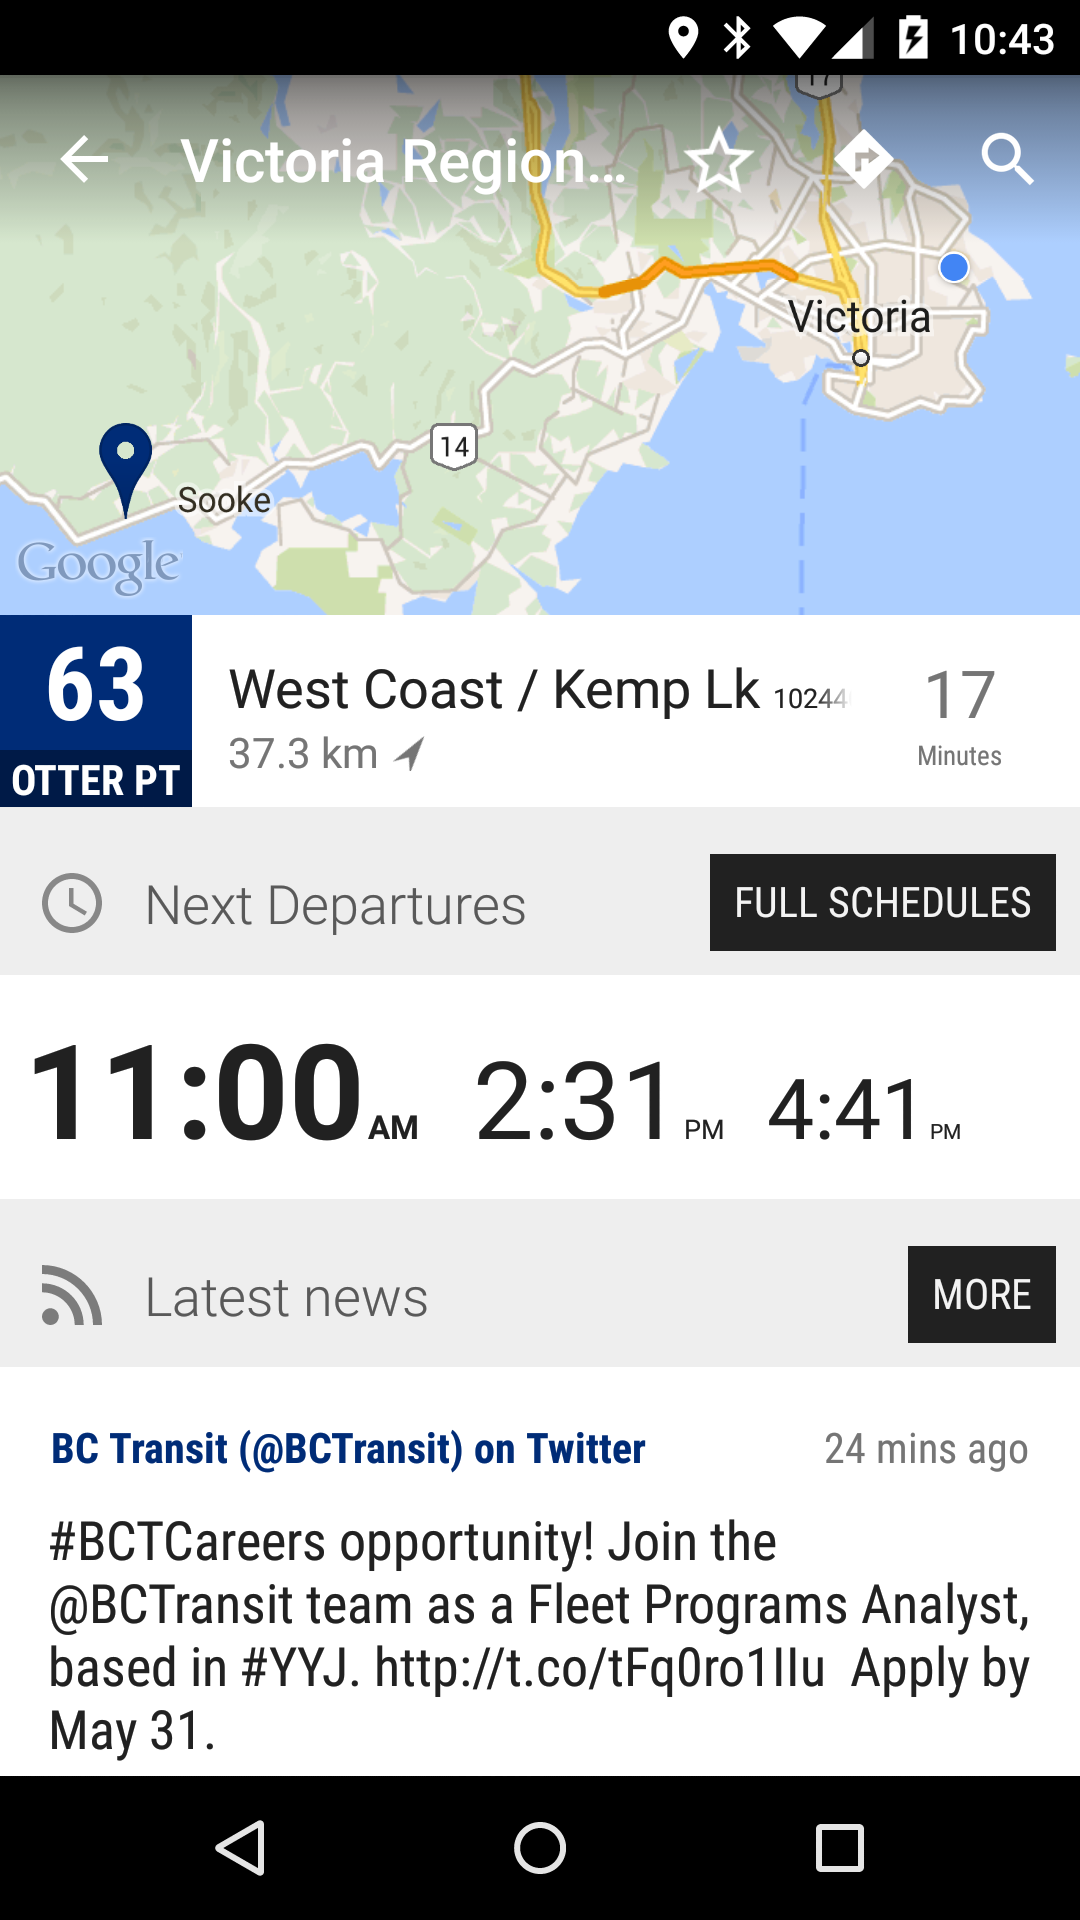 10:43
17
Victoria Region...
Victoria
14
Sooke
Google
63
West Coast / Kemp Lk
17
37.3 km
Minutes
OTTER PT
Next Departures
FULL SCHEDULES
11:00 AM 2:31 PM 4:41 PM
Latest news
MORE
BC Transit (@BCTransit) on Twitter
24 mins ago
#BCTCareers opportunity! Join the
@BCTransit team as a Fleet Programs Analyst,
based in #YYJ. http://t.co/tFq0ro1IIu Apply by
May 31.